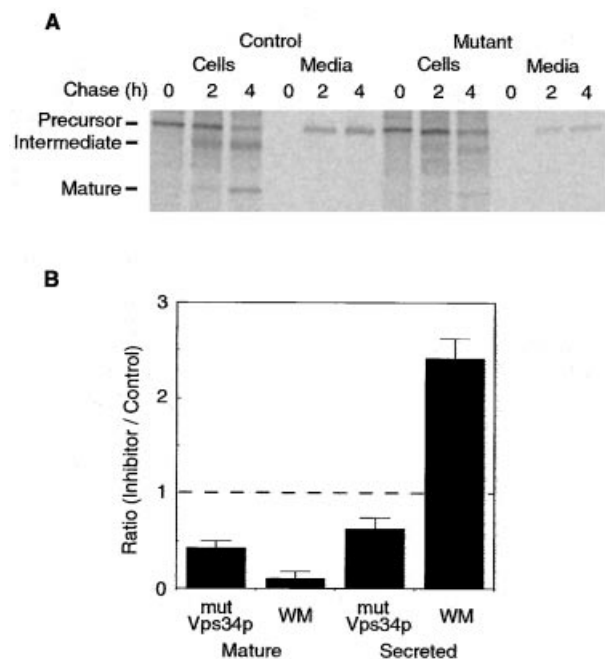 A
Control Mutant
Cells Media Cells Media
Chase (h) 0 2 4 0 2 4 0 2 4 0 2 4
Precursor
Intermediate
Mature
B
Ratio (Inhibitor / Control)
3
2
1
0
mut Vps34p WM mut Vps34p WM
Mature Secreted